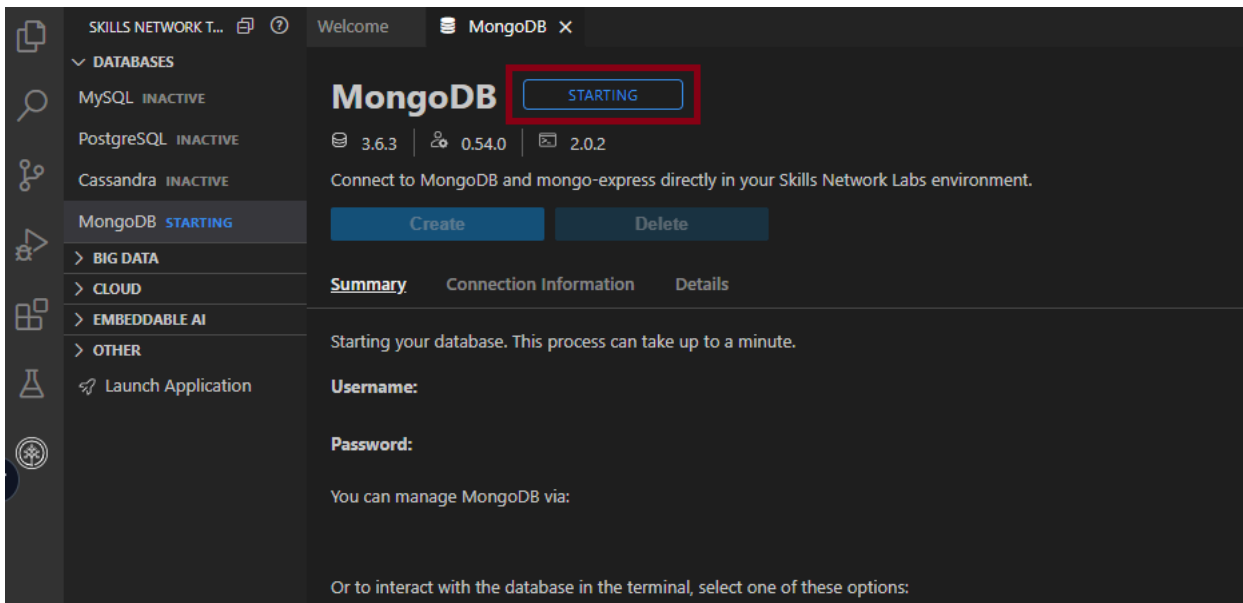 SKILLS NETWORK T...
DATABASES
MySQL INACTIVE
PostgreSQL INACTIVE
Cassandra INACTIVE
MongoDB STARTING
BIG DATA
CLOUD
EMBEDDABLE AI
OTHER
Launch Application
Welcome
MongoDB
MongoDB STARTING
3.6.3 0.54.0 2.0.2
Connect to MongoDB and mongo-express directly in your Skills Network Labs environment.
Create Delete
Summary Connection Information Details
Starting your database. This process can take up to a minute.
Username:
Password:
You can manage MongoDB via:
Or to interact with the database in the terminal, select one of these options: